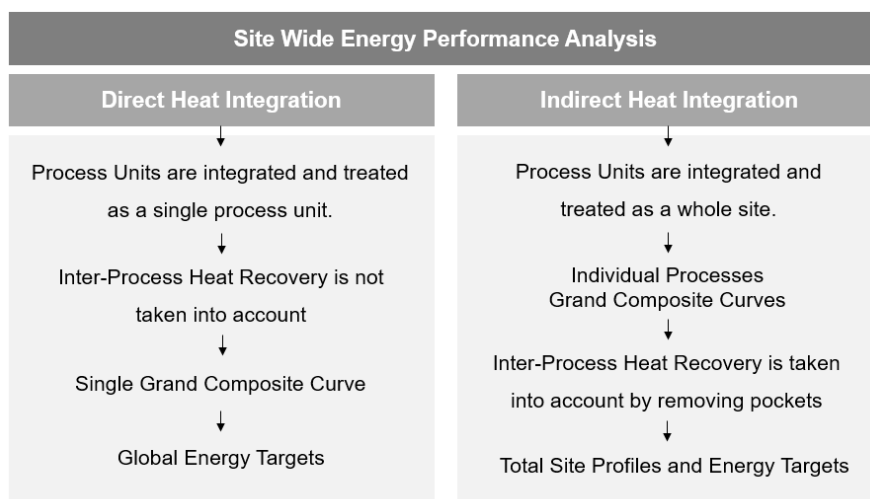 Site Wide Energy Performance Analysis
Direct Heat Integration
Process Units are integrated and treated
as a single process unit.
Inter-Process Heat Recovery is not
taken into account
Single Grand Composite Curve
Global Energy Targets
Indirect Heat Integration
Process Units are integrated and
treated as a whole site.
Individual Processes
Grand Composite Curves
Inter-Process Heat Recovery is taken
into account by removing pockets
Total Site Profiles and Energy Targets